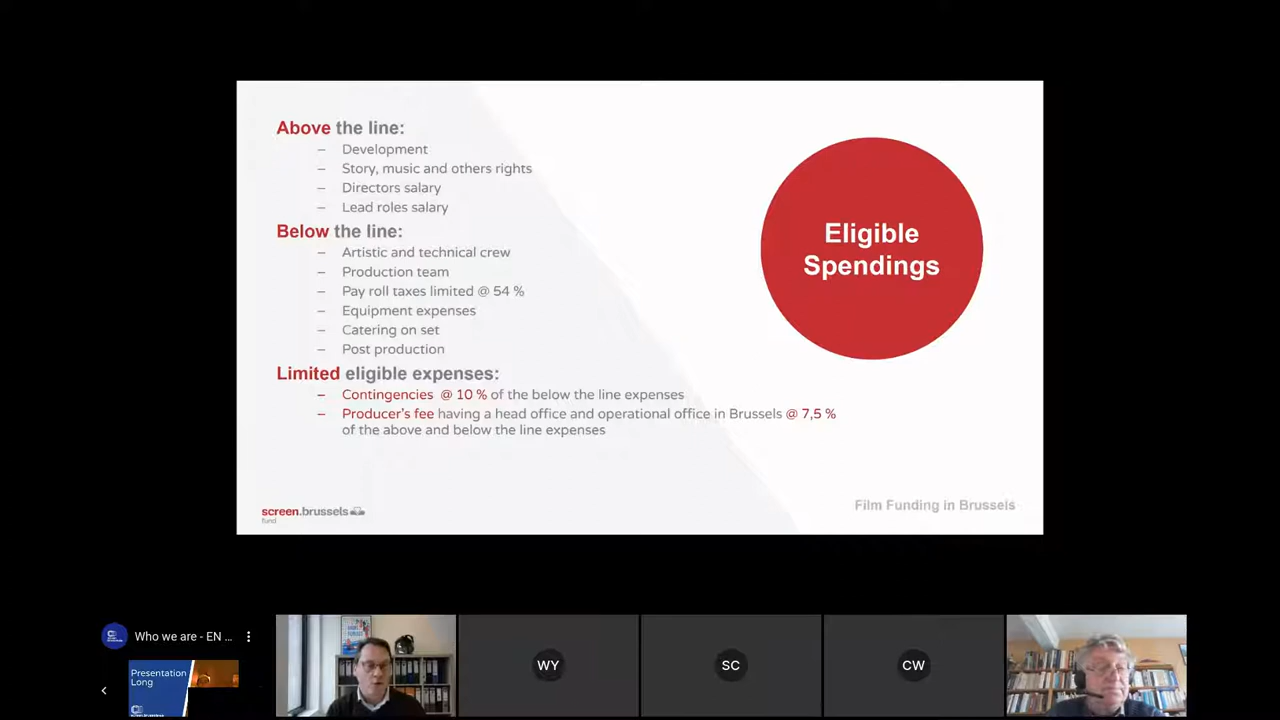 Above the line:
– Development
– Story, music and others rights
– Directors salary
– Lead roles salary
Below the line:
– Artistic and technical crew
– Production team
– Pay roll taxes limited @ 54 %
– Equipment expenses
– Catering on set
– Post production
Limited eligible expenses:
– Contingencies @ 10 % of the below the line expenses
– Producer's fee having a head office and operational office in Brussels @ 7,5 %
of the above and below the line expenses
Eligible
Spendings
screen.brussels
fund
Film Funding in Brussels
Who we are - EN ...
Presentation
Long
WY
SC
CW